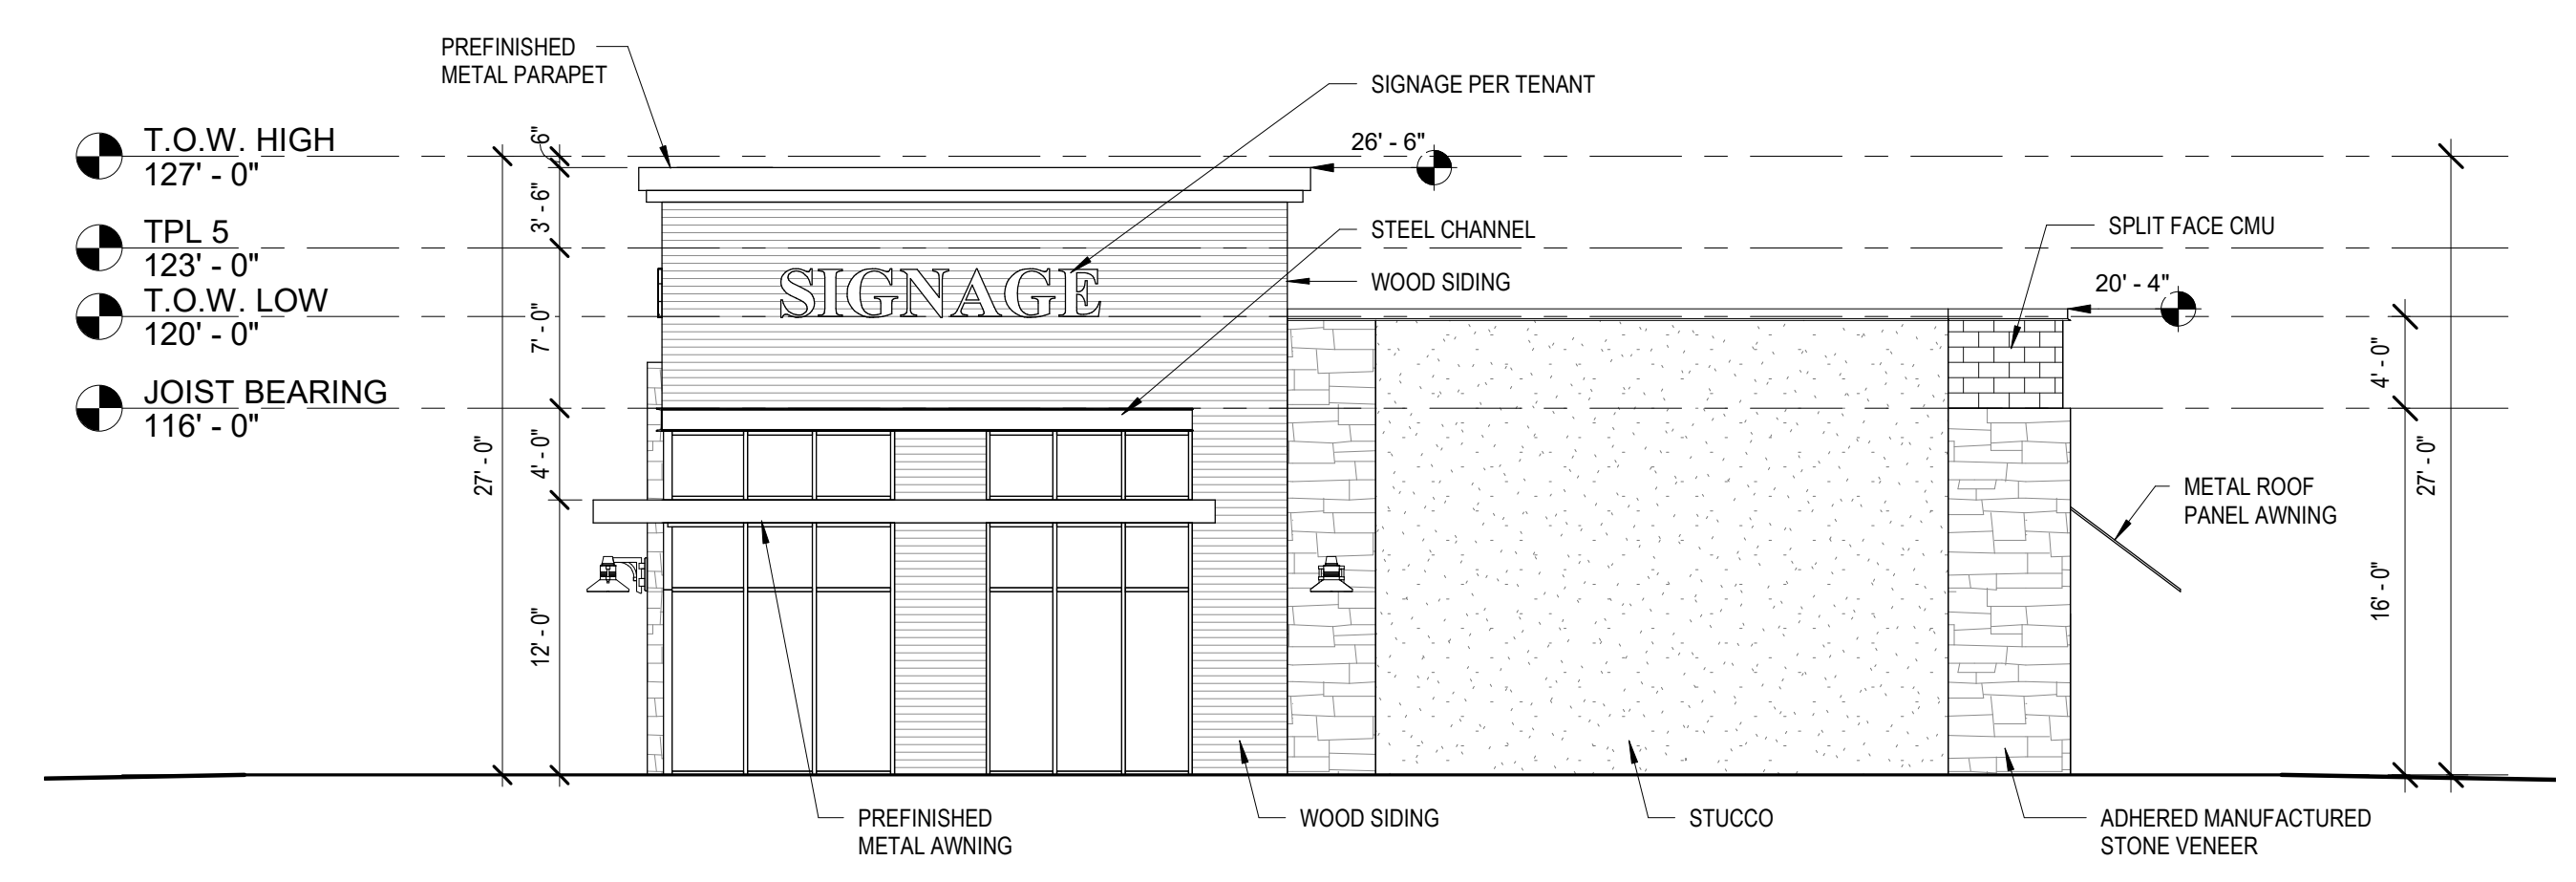 PREFINISHED
METAL PARAPET
SIGNAGE PER TENANT
T.O.W. HIGH
127' - 0"
6"
26' - 6"
3' - 6"
TPL 5
123' - 0"
STEEL CHANNEL
SPLIT FACE CMU
WOOD SIDING
20' - 4"
SIGNAGE
T.O.W. LOW
120' - 0"
7' - 0"
4' - 0"
JOIST BEARING
116' - 0"
27' - 0"
4' - 0"
27' - 0"
METAL ROOF
PANEL AWNING
12' - 0"
16' - 0"
PREFINISHED
METAL AWNING
WOOD SIDING
STUCCO
ADHERED MANUFACTURED
STONE VENEER